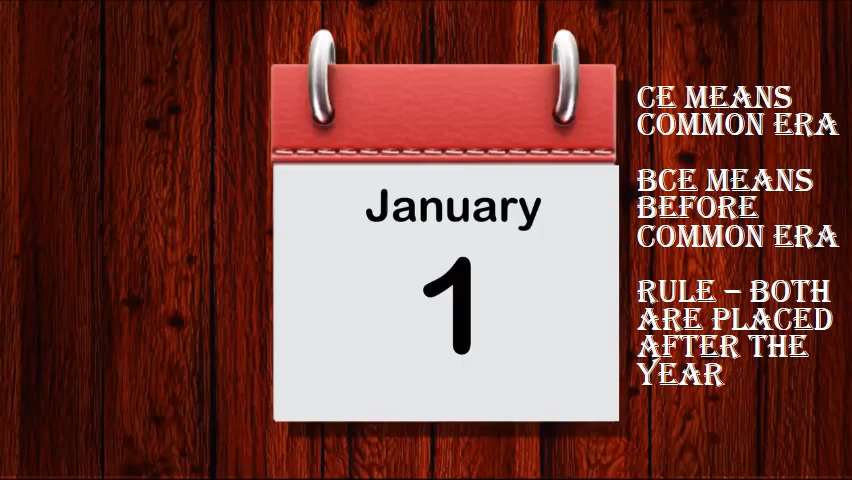 January
1
CE MEANS
COMMON ERA
BCE MEANS
BEFORE
COMMON ERA
RULE – BOTH
ARE PLACED
AFTER THE
YEAR